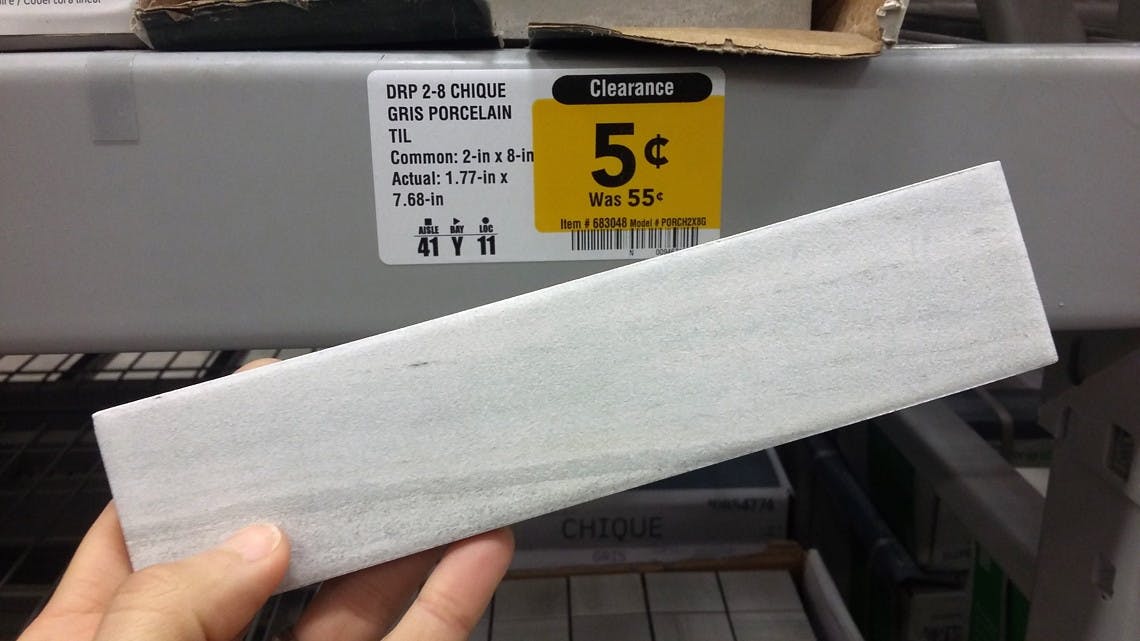 DRP 2-8 CHIQUE
GRIS PORCELAIN
TIL
Common: 2-in x 8-in
Actual: 1.77-in x
7.68-in
AISLE BAY LOC
41 Y 11
Clearance
5¢
Was 55¢
Item # 683048 Model # PORCH2X8G
N
CHIQUE
GRIS